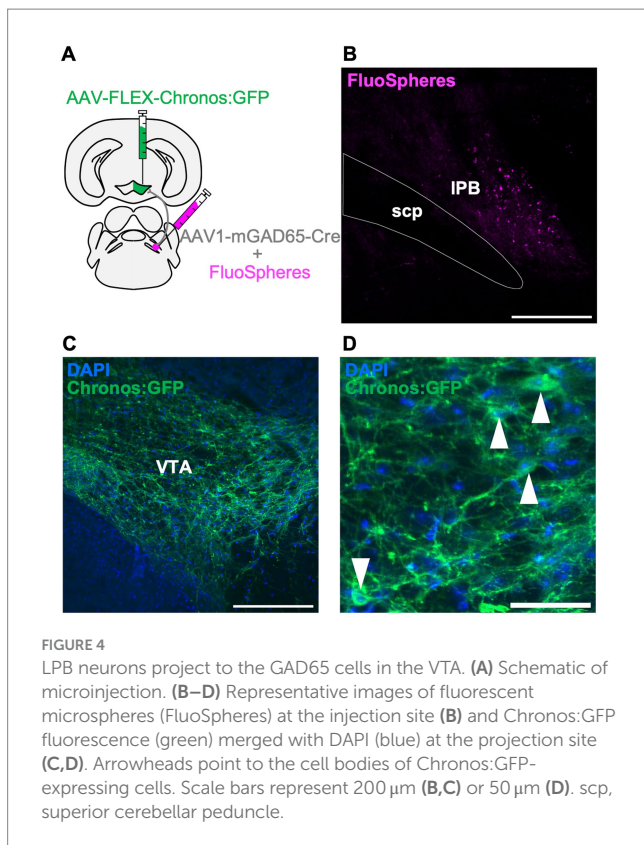 A
AAV-FLEX-Chronos:GFP
AAV1-mGAD65-Cre
+
FluoSpheres
B
FluoSpheres
lPB
scp
C
DAPI
Chronos:GFP
VTA
D
DAPI
Chronos:GFP
FIGURE 4
LPB neurons project to the GAD65 cells in the VTA. (A) Schematic of
microinjection. (B–D) Representative images of fluorescent
microspheres (FluoSpheres) at the injection site (B) and Chronos:GFP
fluorescence (green) merged with DAPI (blue) at the projection site
(C,D). Arrowheads point to the cell bodies of Chronos:GFP-
expressing cells. Scale bars represent 200 μm (B,C) or 50 μm (D). scp,
superior cerebellar peduncle.